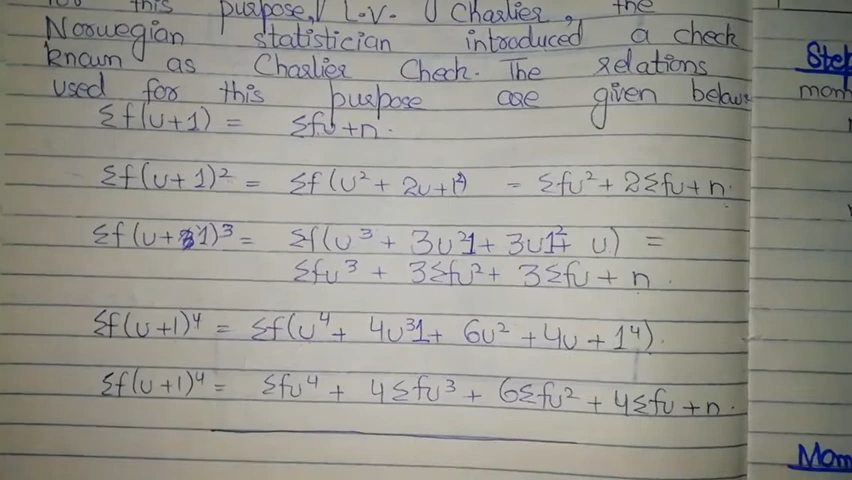 this purpose, C.V. L Charlier, the
Norwegian statistician introduced a check
known as Charlier Check. The relations
used for this purpose are given below
Σf(u+1) = Σfu+n.
Σf(u+1)² = Σf(u²+2u+1²) = Σfu²+2Σfu+n.
Σf(u+1)³ = Σf(u³ + 3u²1+ 3u1²+ u) =
Σfu³ + 3Σfu²+ 3Σfu + n.
Σf(u+1)⁴ = Σf(u⁴+ 4u³1+ 6u² +4u + 1⁴).
Σf(u+1)⁴ = Σfu⁴ + 4Σfu³ + 6Σfu² + 4Σfu +n.
Step
mom
Mom